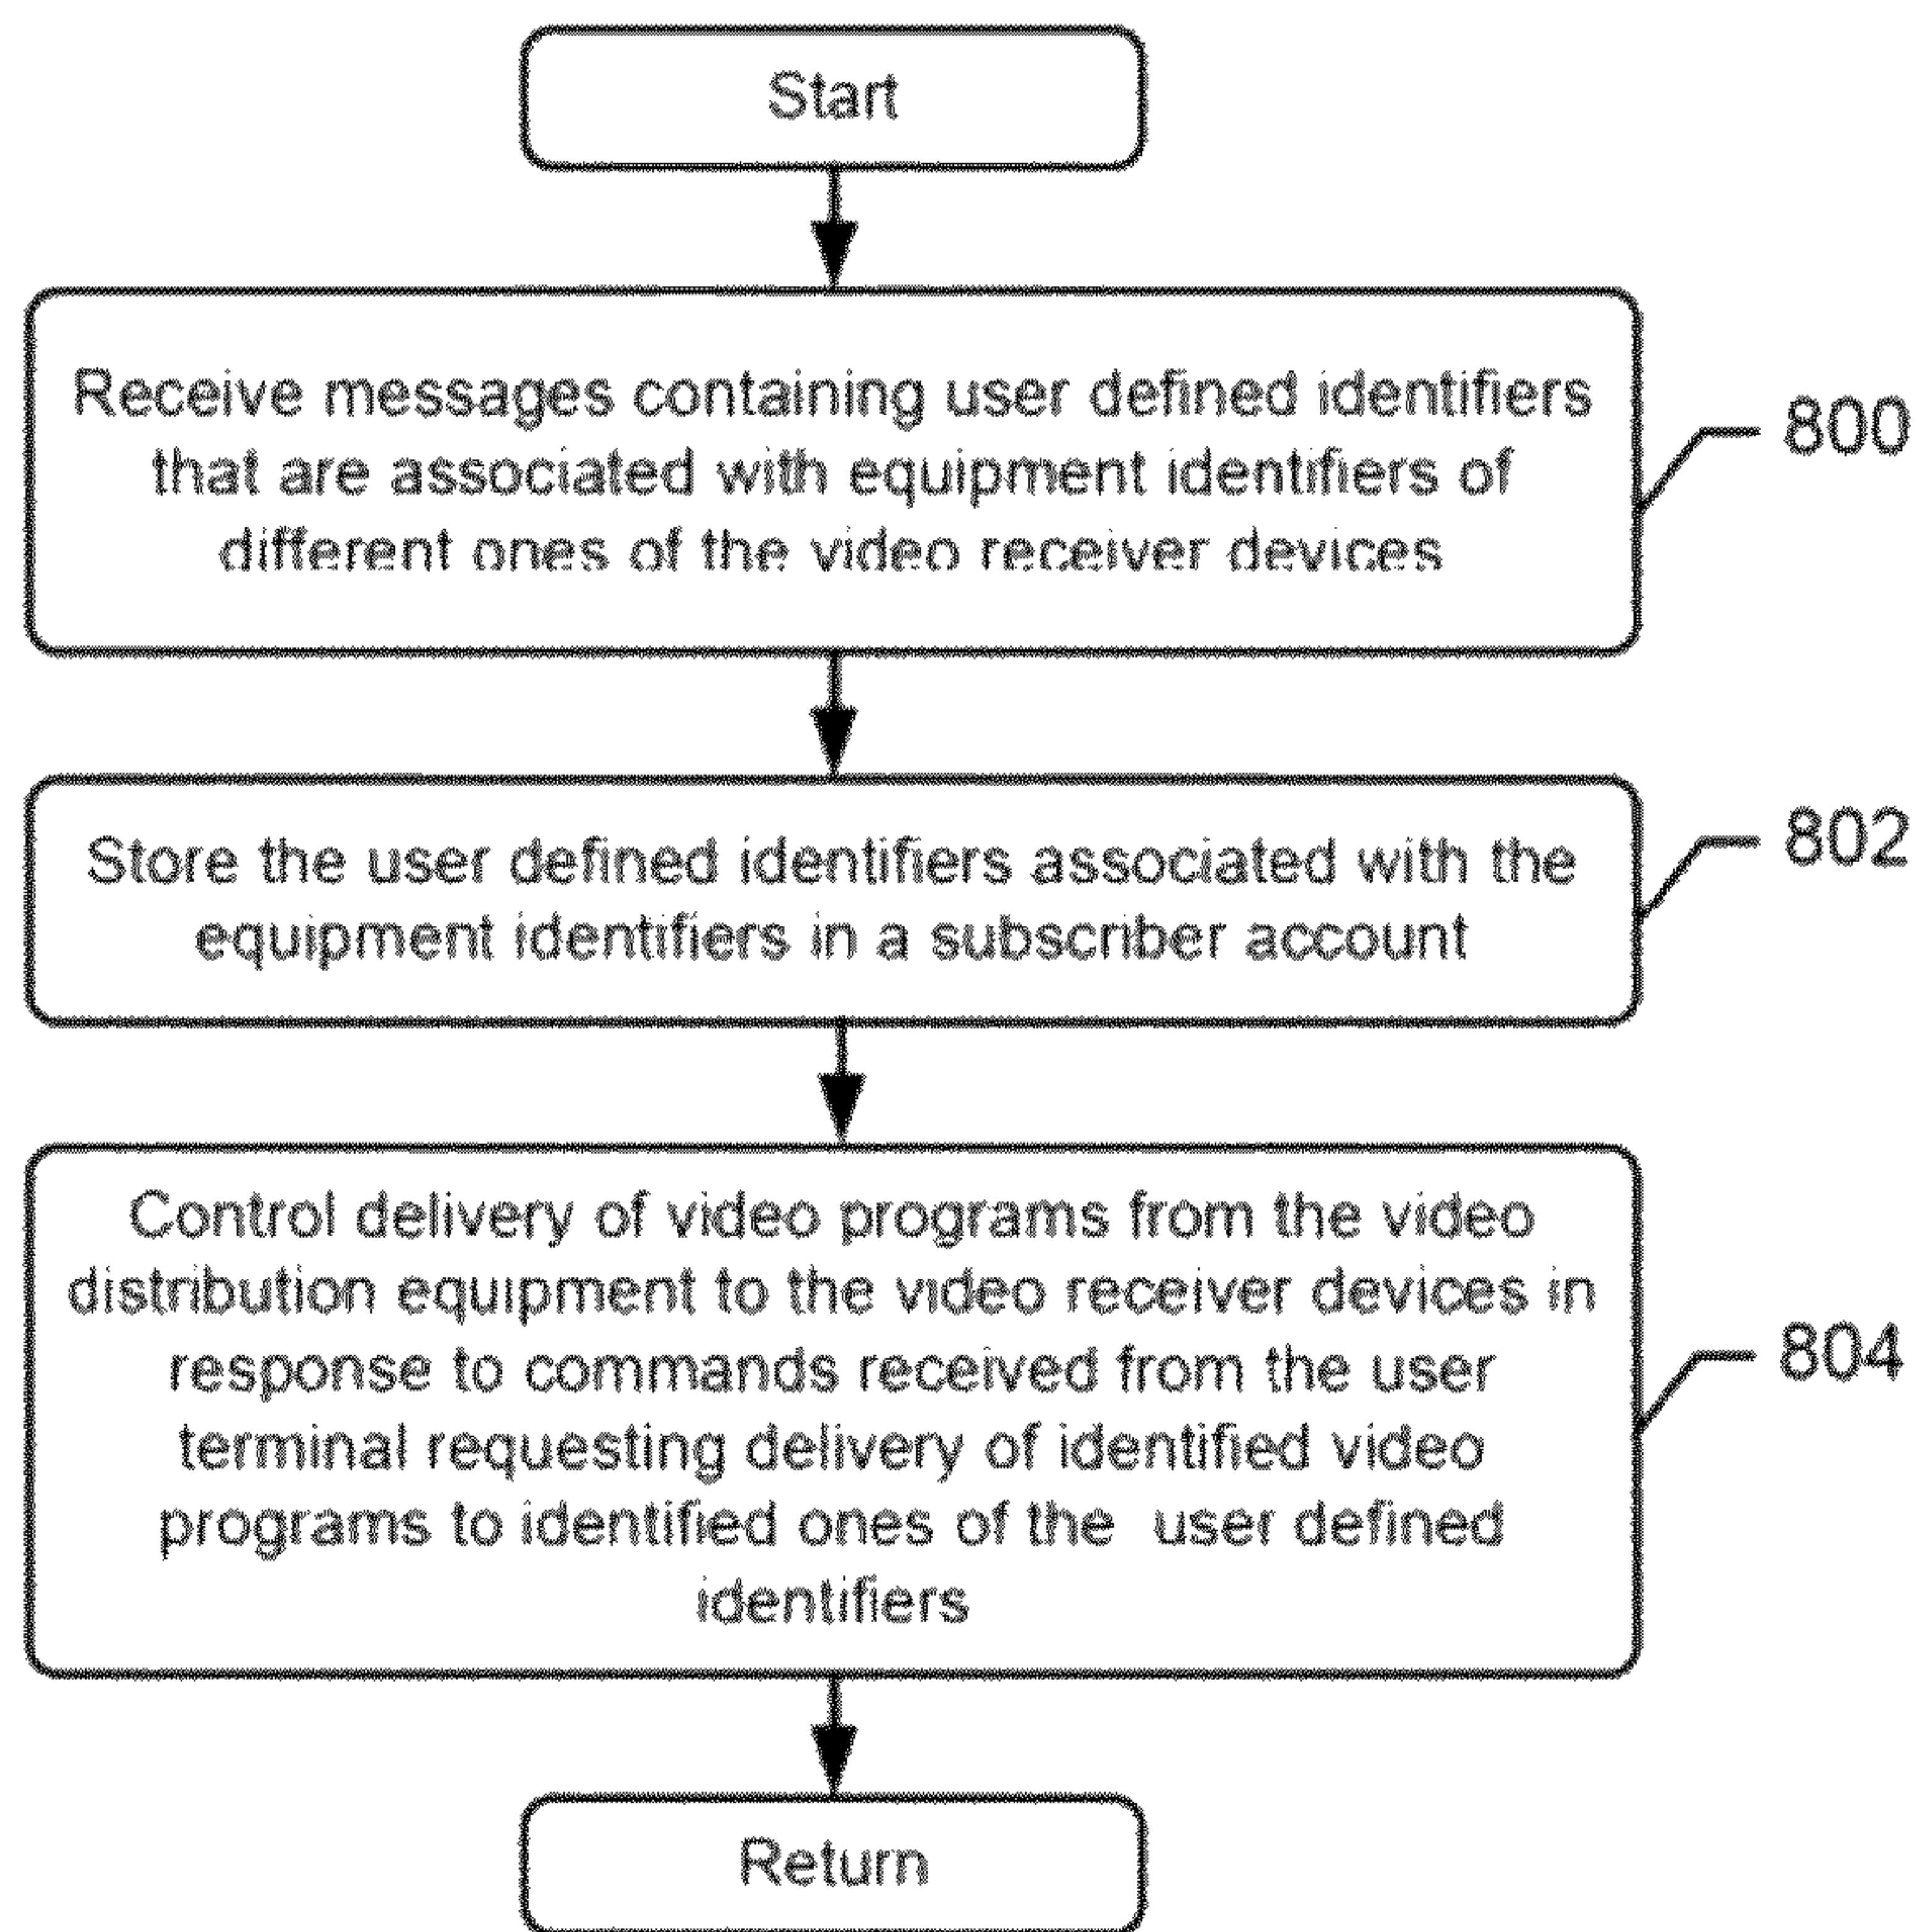 Start
Receive messages containing user defined identifiers
that are associated with equipment identifiers of
different ones of the video receiver devices
800
Store the user defined identifiers associated with the
equipment identifiers in a subscriber account
802
Control delivery of video programs from the video
distribution equipment to the video receiver devices in
response to commands received from the user
terminal requesting delivery of identified video
programs to identified ones of the user defined
identifiers
804
Return